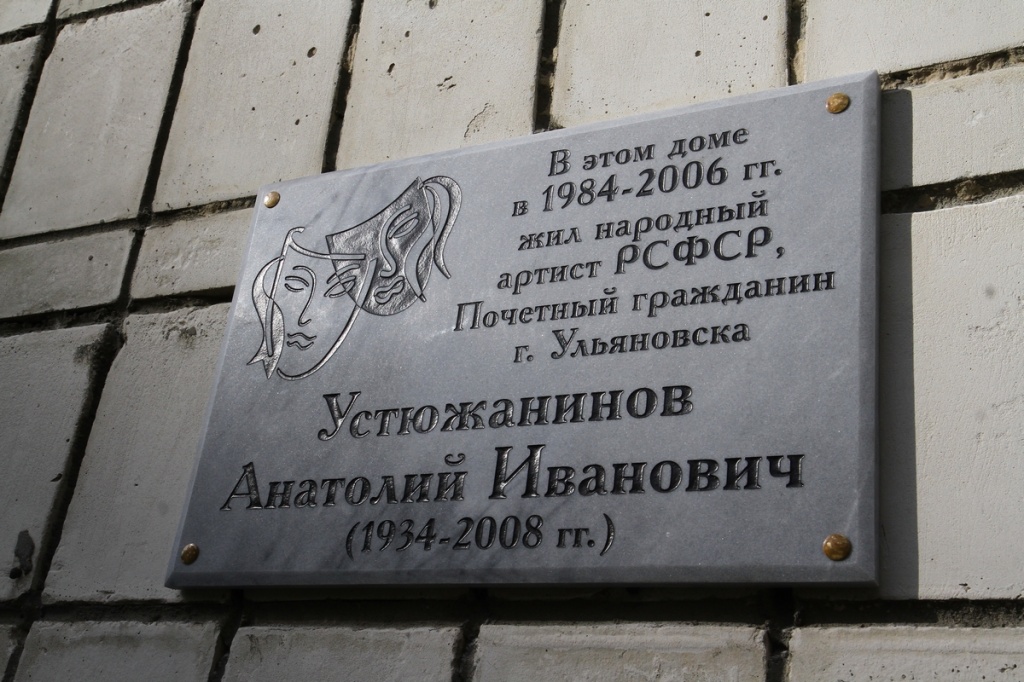 В этом доме
в 1984-2006 гг.
жил народный
артист РСФСР,
Почетный гражданин
г. Ульяновска
Устюжанинов
Анатолий Иванович
(1934-2008 гг.)